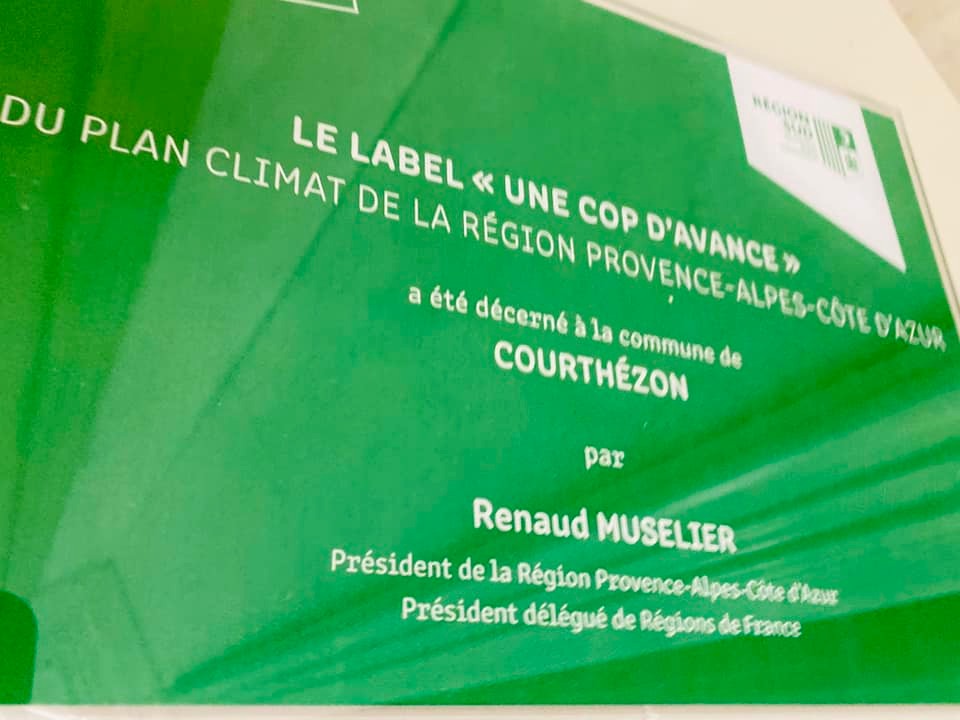 LE LABEL « UNE COP D'AVANCE »
DU PLAN CLIMAT DE LA RÉGION PROVENCE-ALPES-CÔTE D'AZUR
a été décerné à la commune de
COURTHÉZON
par
Renaud MUSELIER
Président de la Région Provence-Alpes-Côte d'Azur
Président délégué de Régions de France
RÉGION
SUD